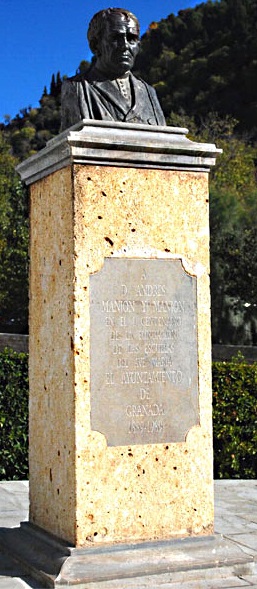 A
D. ANDRES
MANJON Y MANJON
EN EL I CENTENARIO
DE LA FUNDACION
DE LAS ESCUELAS
DEL AVE MARIA
EL AYUNTAMIENTO
DE
GRANADA
1889-1989